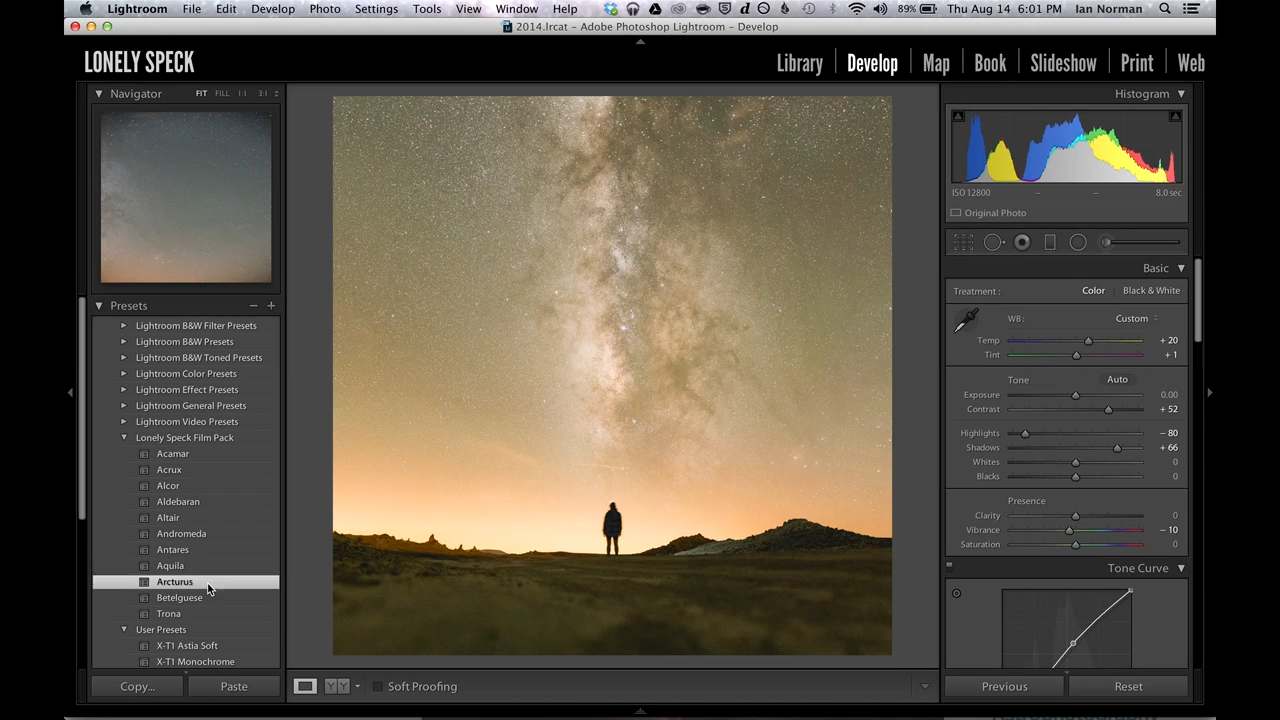 Lightroom File Edit Develop Photo Settings Tools View Window Help 89% Thu Aug 14 6:01 PM Ian Norman
2014.lrcat - Adobe Photoshop Lightroom - Develop
LONELY SPECK
Library Develop Map Book Slideshow Print Web
Navigator FIT FILL 1:1 3:1
Histogram
ISO 12800 – – 8.0 sec
Original Photo
Basic
Treatment : Color Black & White
WB: Custom
Temp + 20
Tint + 1
Tone Auto
Exposure 0.00
Contrast + 52
Highlights – 80
Shadows + 66
Whites 0
Blacks 0
Presence
Clarity 0
Vibrance – 10
Saturation 0
Tone Curve
Presets
Lightroom B&W Filter Presets
Lightroom B&W Presets
Lightroom B&W Toned Presets
Lightroom Color Presets
Lightroom Effect Presets
Lightroom General Presets
Lightroom Video Presets
Lonely Speck Film Pack
Acamar
Acrux
Alcor
Aldebaran
Altair
Andromeda
Antares
Aquila
Arcturus
Betelguese
Trona
User Presets
X-T1 Astia Soft
X-T1 Monochrome
Copy... Paste
Soft Proofing
Previous Reset